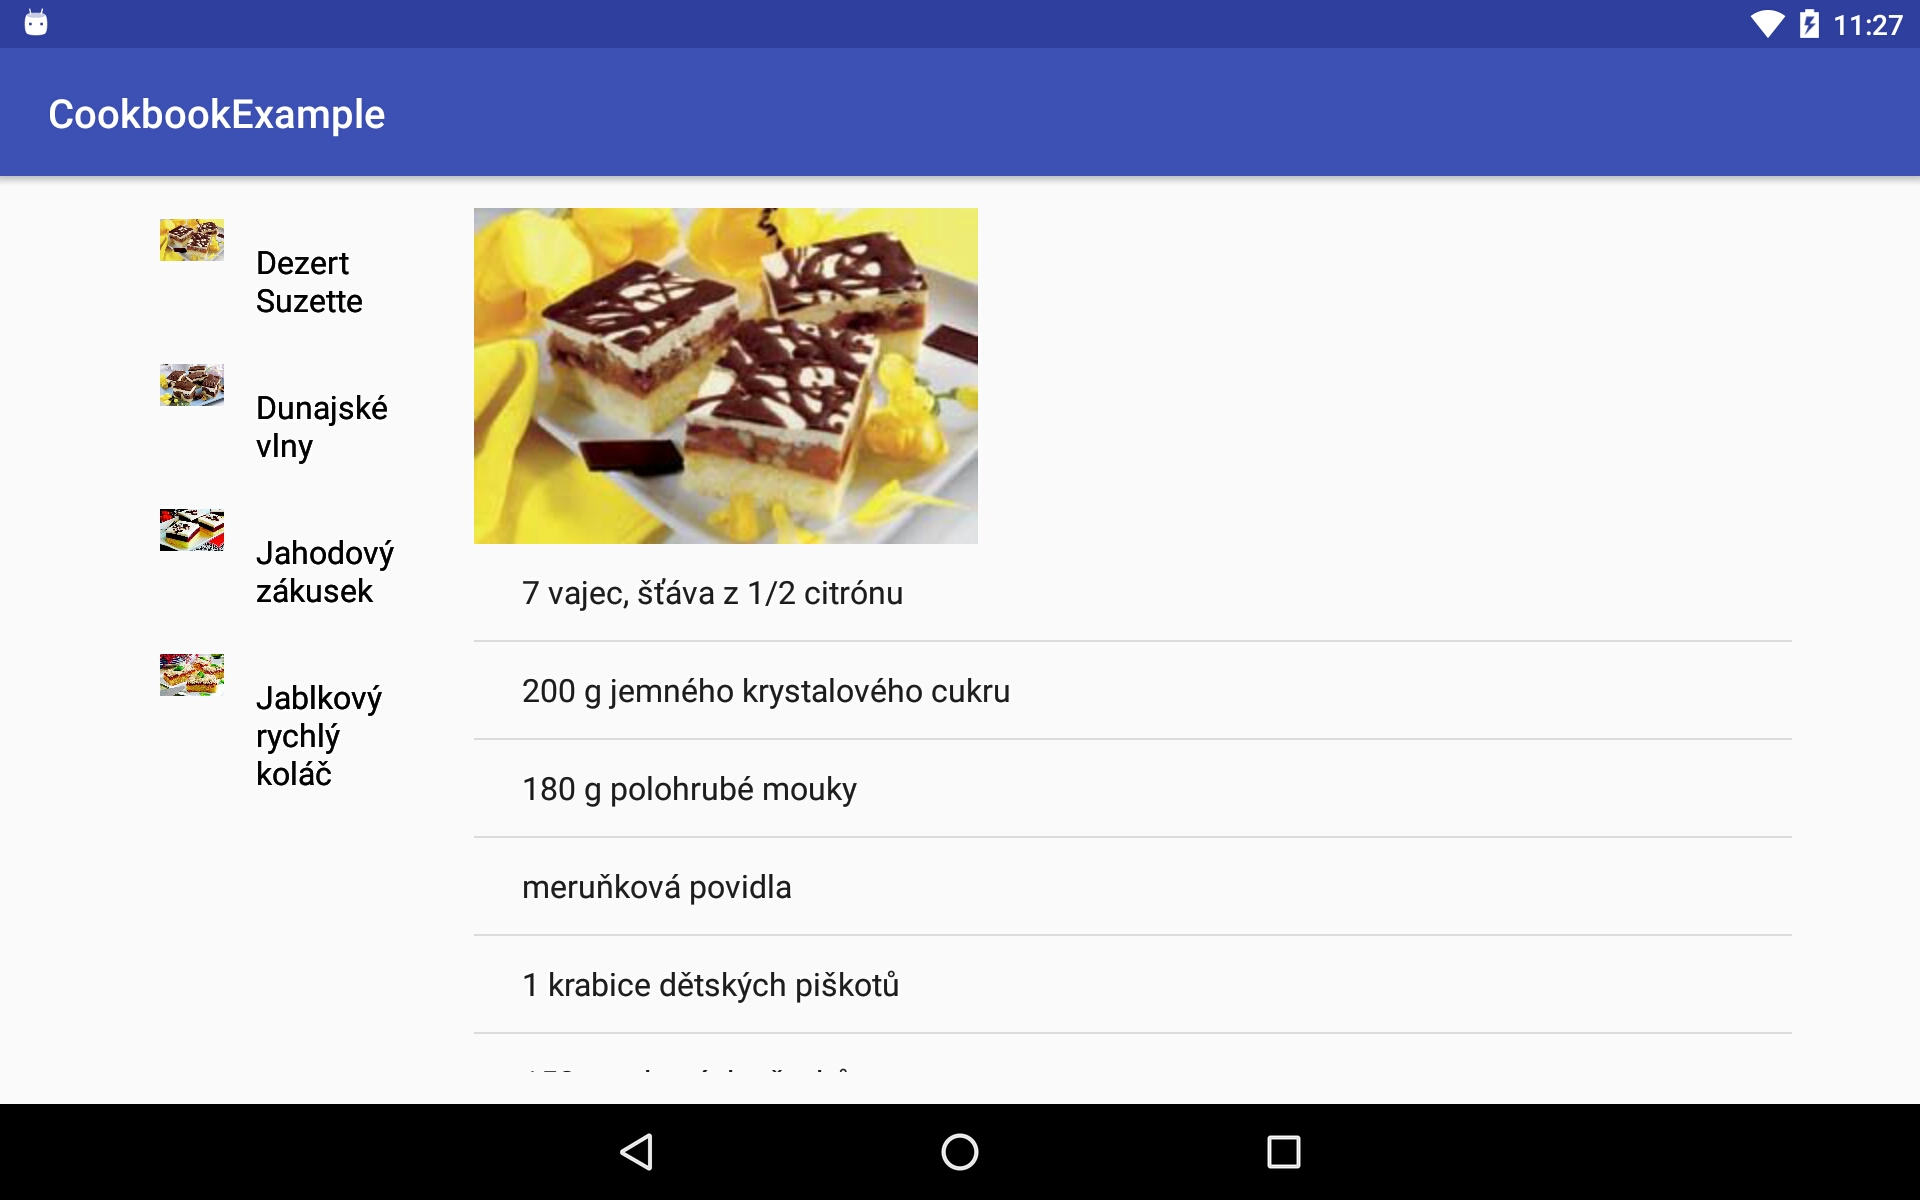 11:27
CookbookExample
Dezert
Suzette
Dunajské
vlny
Jahodový
zákusek
Jablkový
rychlý
koláč
7 vajec, šťáva z 1/2 citrónu
200 g jemného krystalového cukru
180 g polohrubé mouky
meruňková povidla
1 krabice dětských piškotů